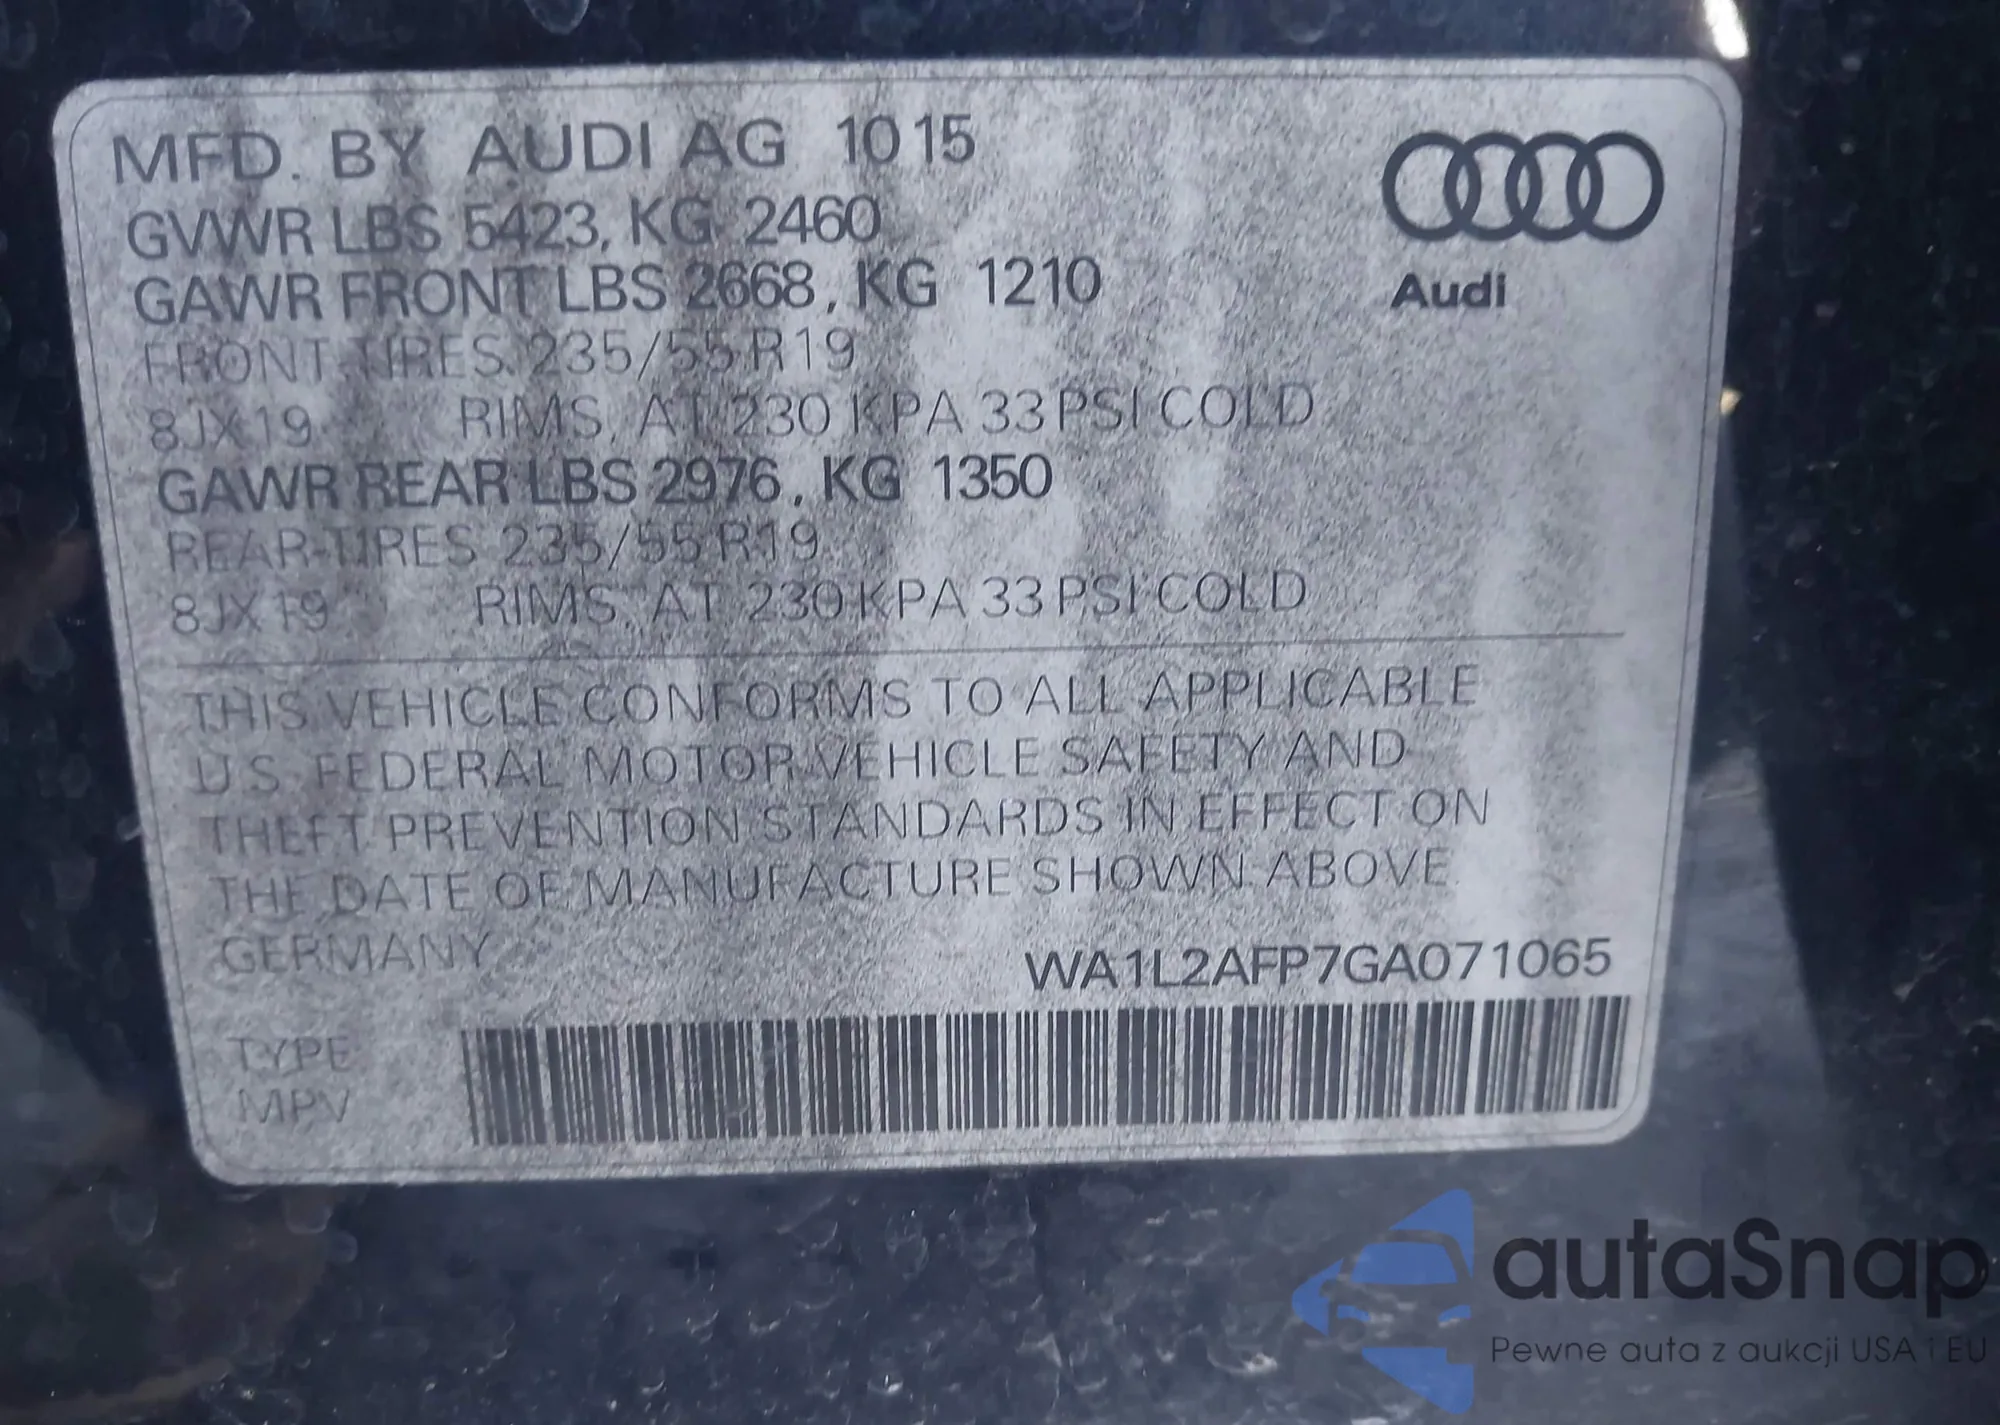 MFD. BY AUDI AG 10 15
GVWR LBS 5423, KG 2460
GAWR FRONT LBS 2668, KG 1210
FRONT-TIRES 235/55 R19
8JX19 RIMS, AT 230 KPA 33 PSI COLD
GAWR REAR LBS 2976, KG 1350
REAR-TIRES 235/55 R19
8JX19 RIMS, AT 230 KPA 33 PSI COLD
Audi
THIS VEHICLE CONFORMS TO ALL APPLICABLE
U.S. FEDERAL MOTOR VEHICLE SAFETY AND
THEFT PREVENTION STANDARDS IN EFFECT ON
THE DATE OF MANUFACTURE SHOWN ABOVE.
GERMANY WA1L2AFP7GA071065
TYPE
MPV
autaSnap
Pewne auta z aukcji USA i EU